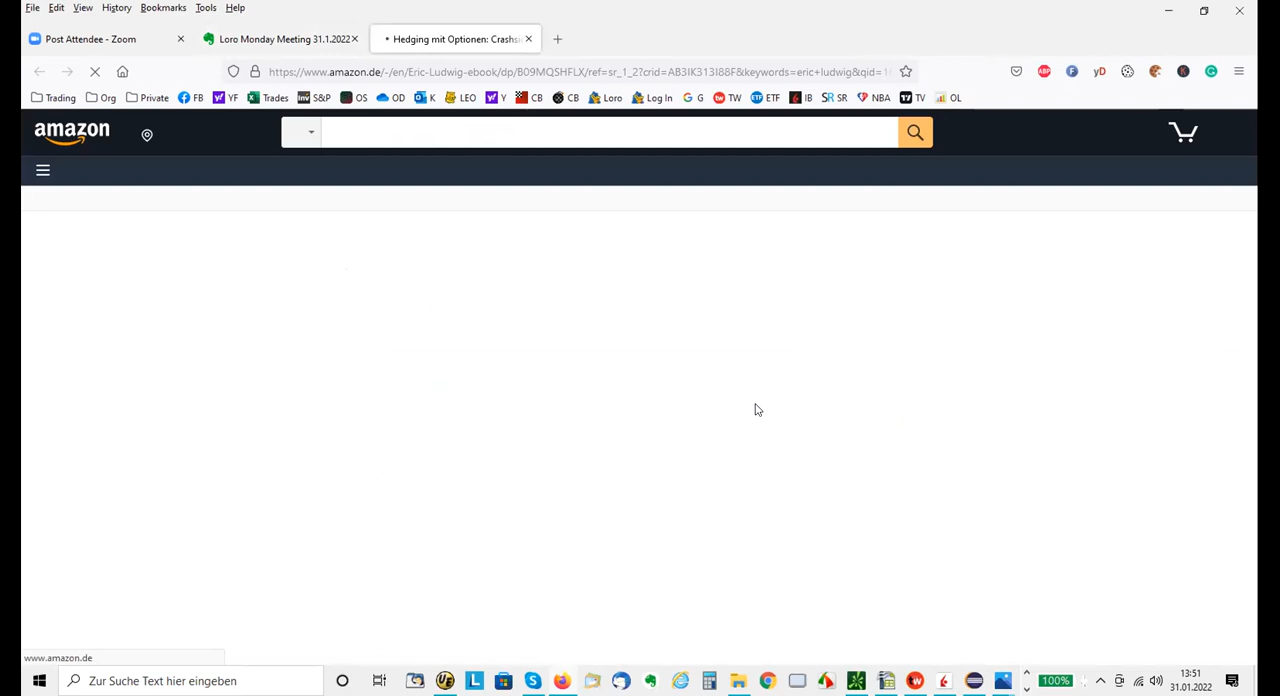 File Edit View History Bookmarks Tools Help
Post Attendee - Zoom Loro Monday Meeting 31.1.2022 Hedging mit Optionen: Crashsi
https://www.amazon.de/-/en/Eric-Ludwig-ebook/dp/B09MQSHFLX/ref=sr_1_2?crid=AB3IK313I88F&keywords=eric+ludwig&qid=1
Trading Org Private FB YF Trades S&P OS OD K LEO Y CB CB Loro Log In G TW ETF IB SR NBA TV OL
amazon
www.amazon.de
Zur Suche Text hier eingeben 100% 13:51
31.01.2022